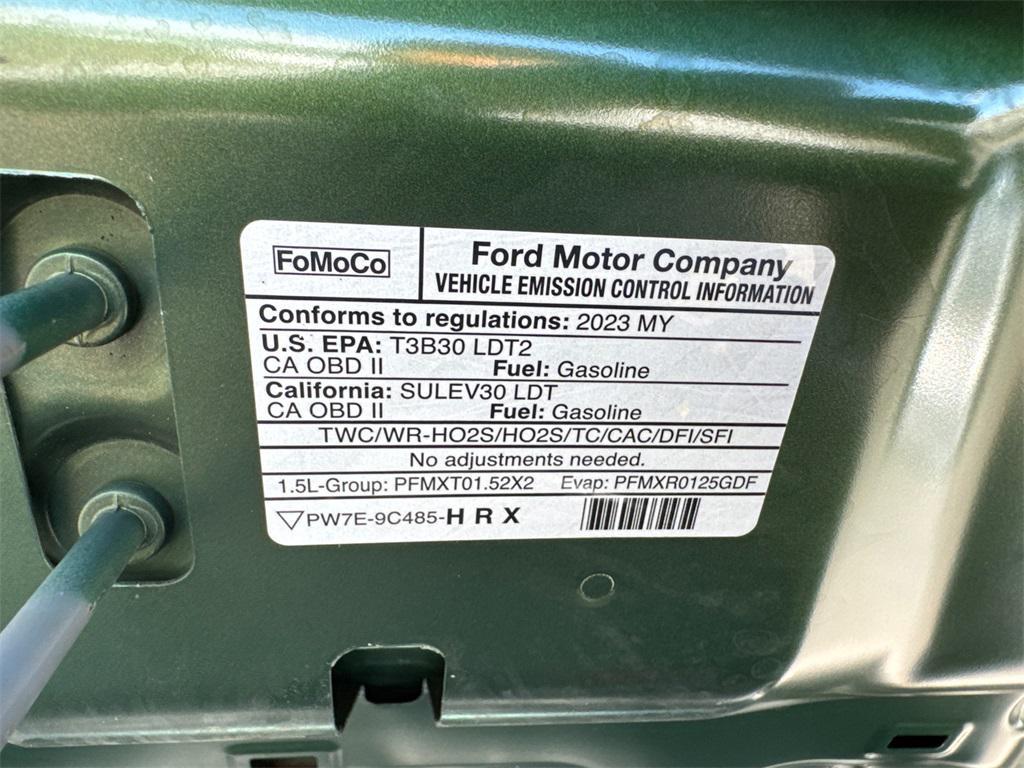 FoMoCo
Ford Motor Company
VEHICLE EMISSION CONTROL INFORMATION
Conforms to regulations: 2023 MY
U.S. EPA: T3B30 LDT2
CA OBD II Fuel: Gasoline
California: SULEV30 LDT
CA OBD II Fuel: Gasoline
TWC/WR-HO2S/HO2S/TC/CAC/DFI/SFI
No adjustments needed.
1.5L-Group: PFMXT01.52X2 Evap: PFMXR0125GDF
PW7E-9C485-H R X